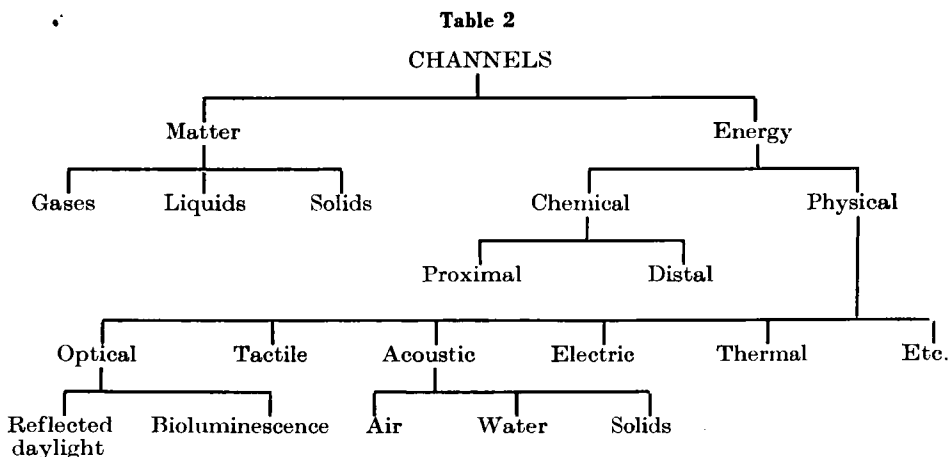 Table 2
CHANNELS
Matter Energy
Gases Liquids Solids Chemical Physical
Proximal Distal
Optical Tactile Acoustic Electric Thermal Etc.
Reflected Bioluminescence Air Water Solids
daylight